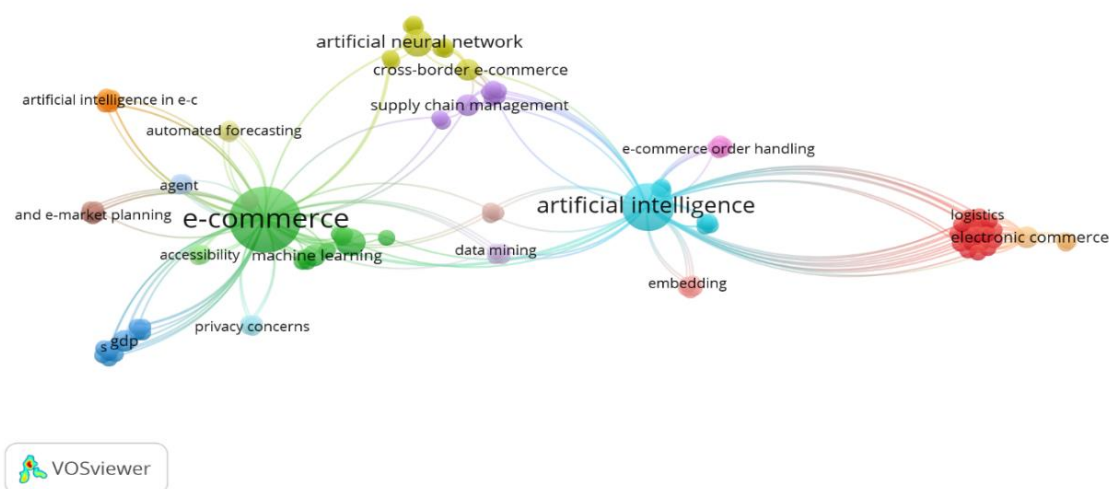 artificial neural network
cross-border e-commerce
artificial intelligence in e-c
supply chain management
automated forecasting
e-commerce order handling
agent
artificial intelligence
and e-market planning
e-commerce
logistics
electronic commerce
accessibility
machine learning
data mining
embedding
privacy concerns
gdp
s
VOSviewer